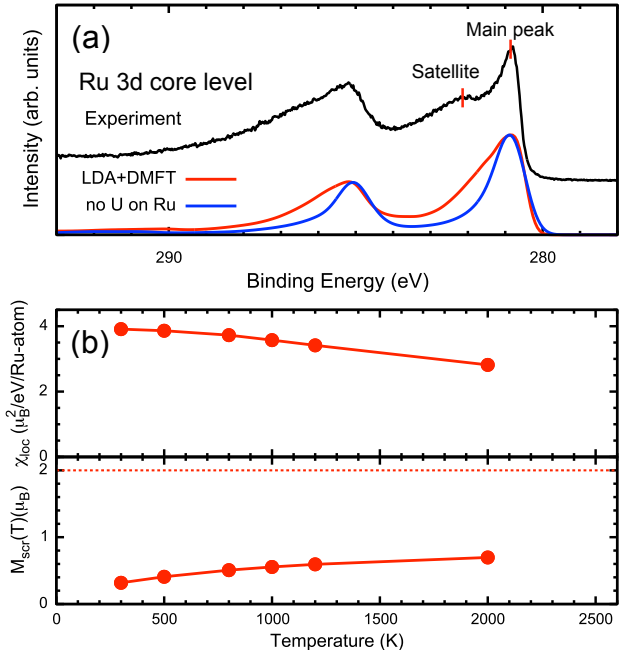 (a)
Main peak
Satellite
Ru 3d core level
Experiment
LDA+DMFT
no U on Ru
Intensity (arb. units)
290
280
Binding Energy (eV)
(b)
4
2
0
χloc (μB²/eV/Ru-atom)
2
1
0
Mscr(T)(μB)
0
500
1000
1500
2000
2500
Temperature (K)